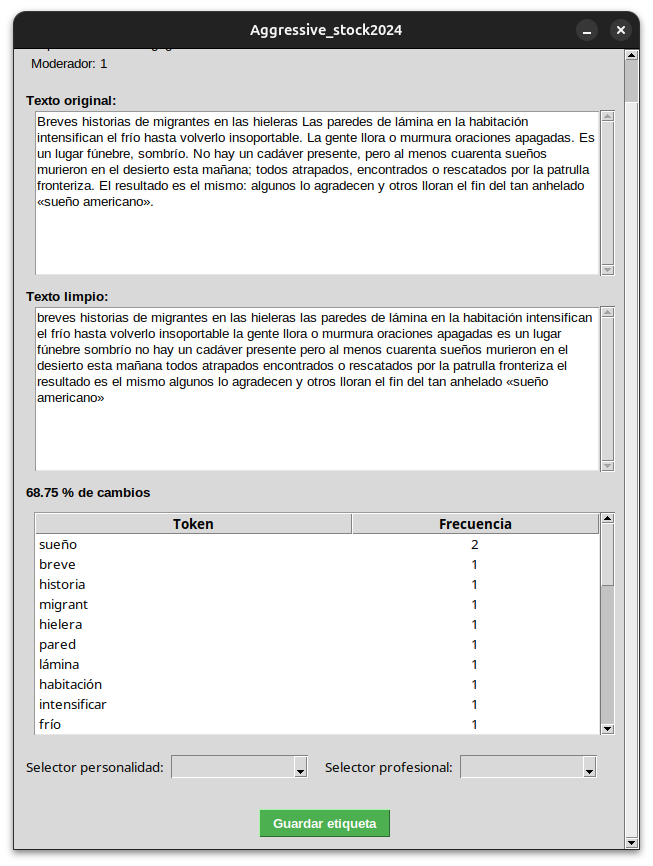 Aggressive_stock2024
Moderador: 1
Texto original:
Breves historias de migrantes en las hieleras Las paredes de lámina en la habitación
intensifican el frío hasta volverlo insoportable. La gente llora o murmura oraciones apagadas. Es
un lugar fúnebre, sombrío. No hay un cadáver presente, pero al menos cuarenta sueños
murieron en el desierto esta mañana; todos atrapados, encontrados o rescatados por la patrulla
fronteriza. El resultado es el mismo: algunos lo agradecen y otros lloran el fin del tan anhelado
«sueño americano».
Texto limpio:
breves historias de migrantes en las hieleras las paredes de lámina en la habitación intensifican
el frío hasta volverlo insoportable la gente llora o murmura oraciones apagadas es un lugar
fúnebre sombrío no hay un cadáver presente pero al menos cuarenta sueños murieron en el
desierto esta mañana todos atrapados encontrados o rescatados por la patrulla fronteriza el
resultado es el mismo algunos lo agradecen y otros lloran el fin del tan anhelado «sueño
americano»
68.75 % de cambios
Token Frecuencia
sueño 2
breve 1
historia 1
migrant 1
hielera 1
pared 1
lámina 1
habitación 1
intensificar 1
frío 1
Selector personalidad: Selector profesional:
Guardar etiqueta